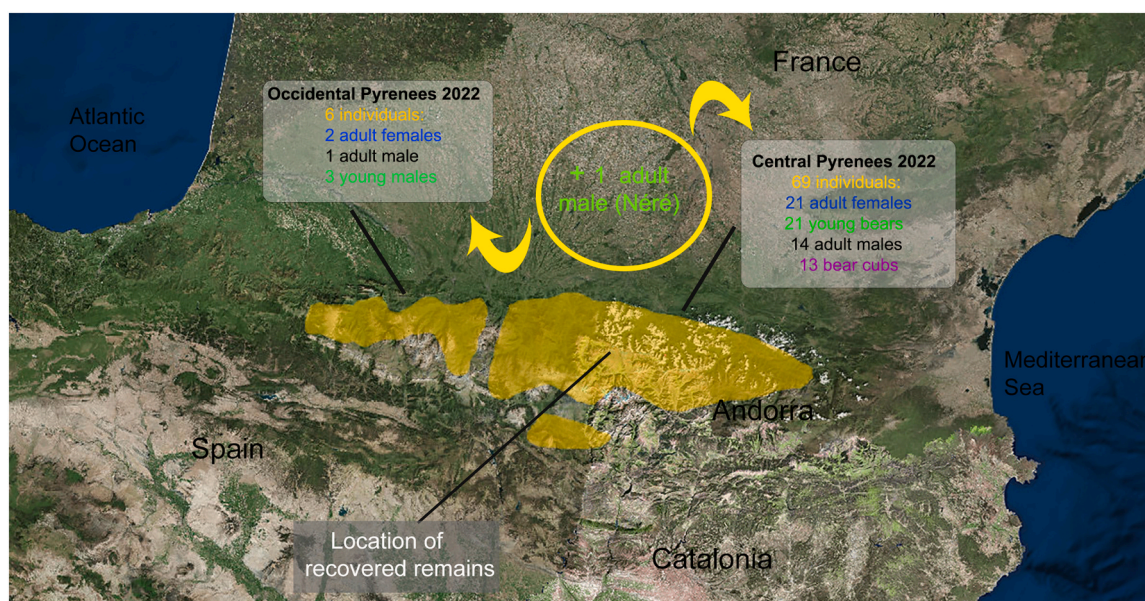 France
Atlantic
Ocean
Occidental Pyrenees 2022
6 individuals:
2 adult females
1 adult male
3 young males
+ 1 adult
male (Néré)
Central Pyrenees 2022
69 individuals:
21 adult females
21 young bears
14 adult males
13 bear cubs
Mediterranean
Sea
Andorra
Spain
Location of
recovered remains
Catalonia